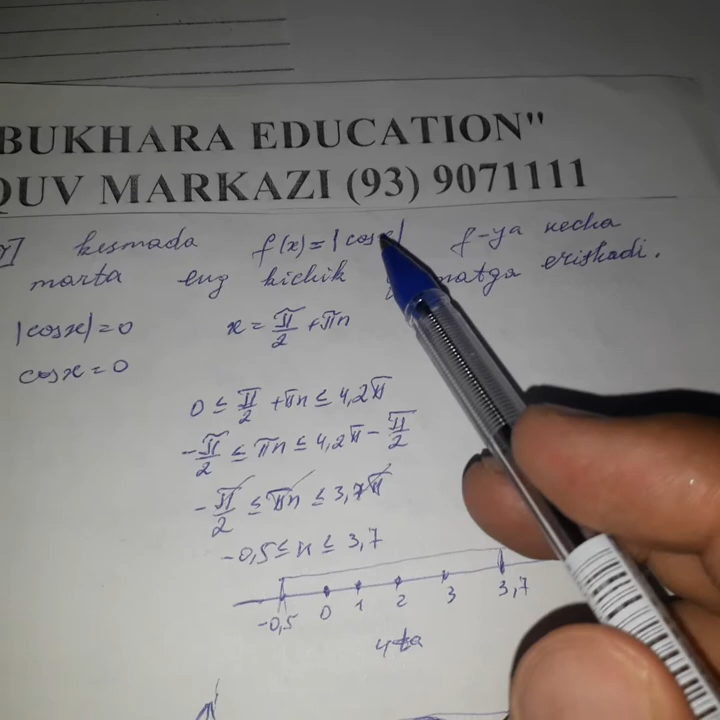 BUKHARA EDUCATION"
QUV MARKAZI (93) 9071111
kesmada f(x) = |cosx| f-ya necha
marta eng kichik qiymatga erishadi.
|cosx| = 0 x = π/2 + πn
cosx = 0
0 ≤ π/2 + πn ≤ 4,2π
-π/2 ≤ πn ≤ 4,2π - π/2
-π/2 ≤ πn ≤ 3,7π
-0,5 ≤ n ≤ 3,7
-0,5 0 1 2 3 3,7
4 ta